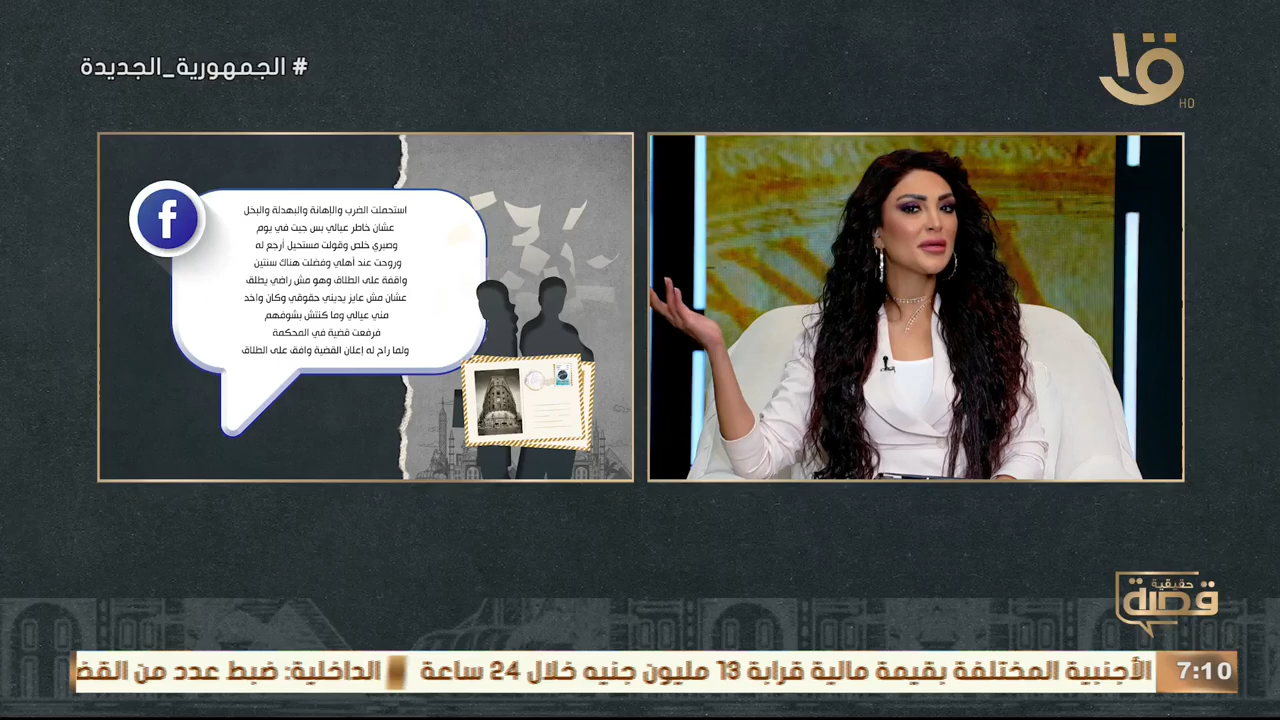 # الجمهورية_الجديدة
HD
استحملت الضرب والإهانة والبهدلة والبخل
عشان خاطر عيالي بس جيت في يوم
وصبري خلص وقولت مستحيل أرجع له
وروحت عند أهلي وفضلت هناك سنتين
واقفة على الطلاق وهو مش راضي يطلق
عشان مش عايز يديني حقوقي وكان واخد
مني عيالي وما كنتش بشوفهم
فرفعت قضية في المحكمة
ولما راح له إعلان القضية وافق على الطلاق
قصة حقيقية
7:10 الأجنبية المختلفة بقيمة مالية قرابة 13 مليون جنيه خلال 24 ساعة الداخلية: ضبط عدد من القض